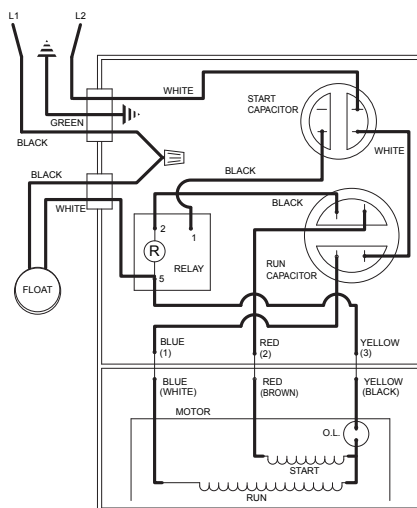 L1
L2
WHITE
START
CAPACITOR
GREEN
BLACK
WHITE
BLACK
BLACK
BLACK
WHITE
2
1
R
RELAY
RUN
CAPACITOR
5
FLOAT
BLUE
(1)
RED
(2)
YELLOW
(3)
BLUE
(WHITE)
RED
(BROWN)
YELLOW
(BLACK)
MOTOR
O.L.
START
RUN